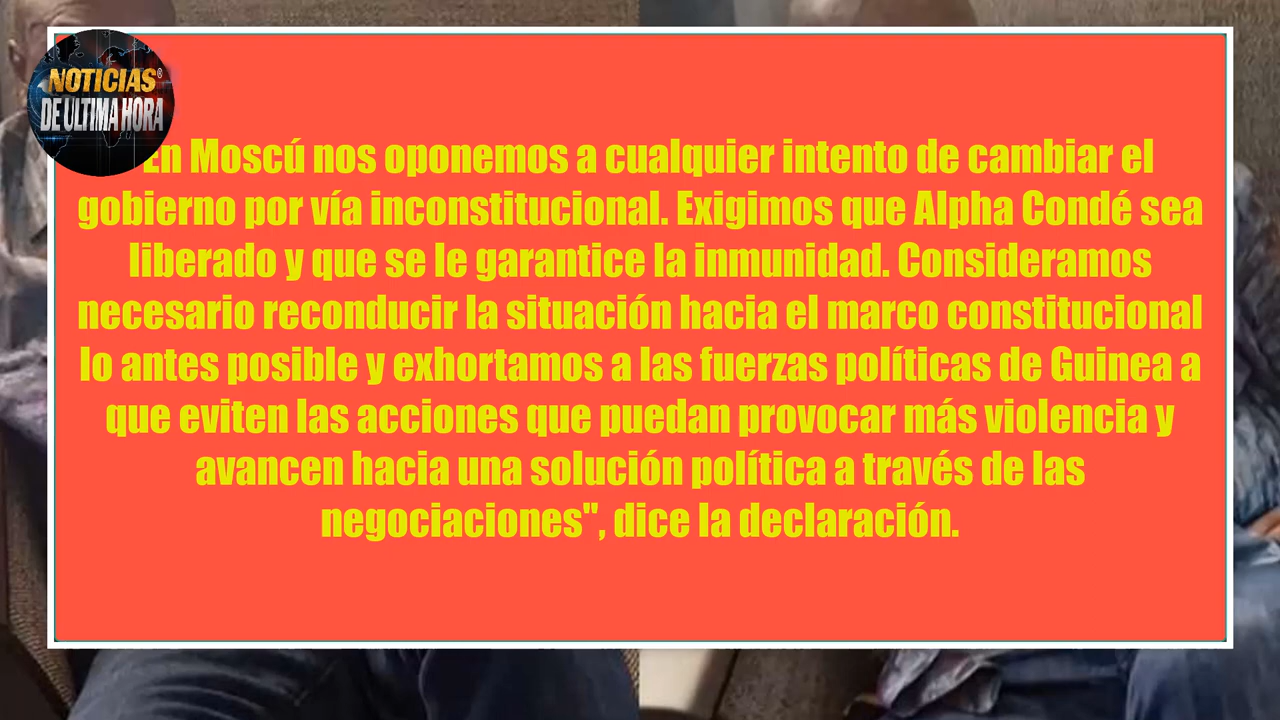 NOTICIAS®
DE ÚLTIMA HORA
En Moscú nos oponemos a cualquier intento de cambiar el
gobierno por vía inconstitucional. Exigimos que Alpha Condé sea
liberado y que se le garantice la inmunidad. Consideramos
necesario reconducir la situación hacia el marco constitucional
lo antes posible y exhortamos a las fuerzas políticas de Guinea a
que eviten las acciones que puedan provocar más violencia y
avancen hacia una solución política a través de las
negociaciones", dice la declaración.